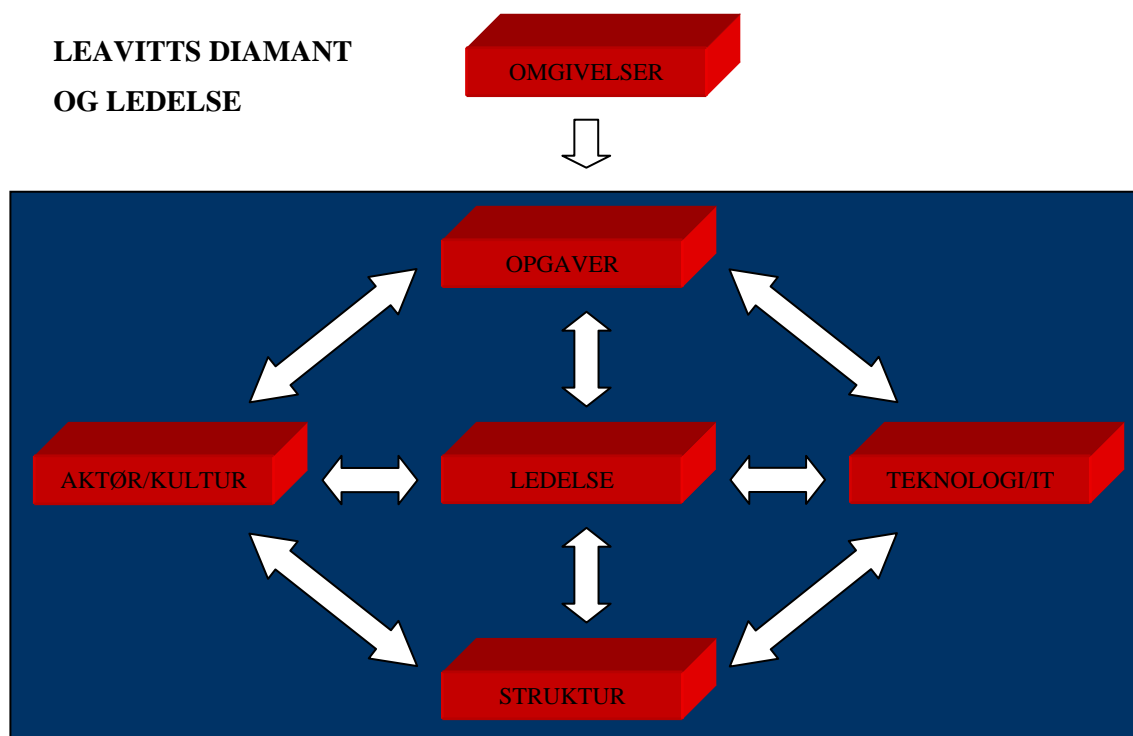 LEAVITTS DIAMANT
OG LEDELSE
OMGIVELSER
OPGAVER
AKTØR/KULTUR
LEDELSE
TEKNOLOGI/IT
STRUKTUR